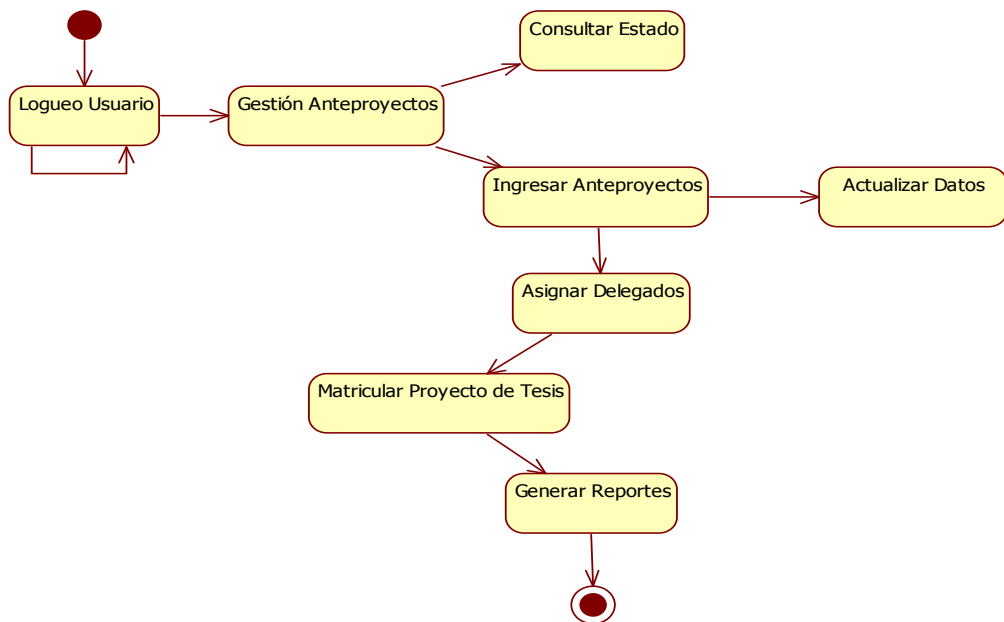 Consultar Estado
Logueo Usuario
Gestión Anteproyectos
Ingresar Anteproyectos
Actualizar Datos
Asignar Delegados
Matricular Proyecto de Tesis
Generar Reportes